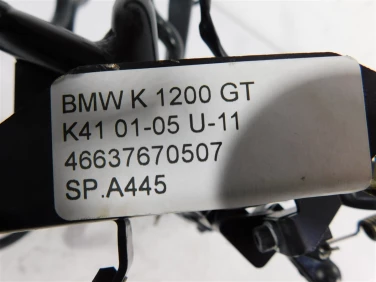 BMW K 1200 GT
K41 01-05 U-11
46637670507
SP.A445